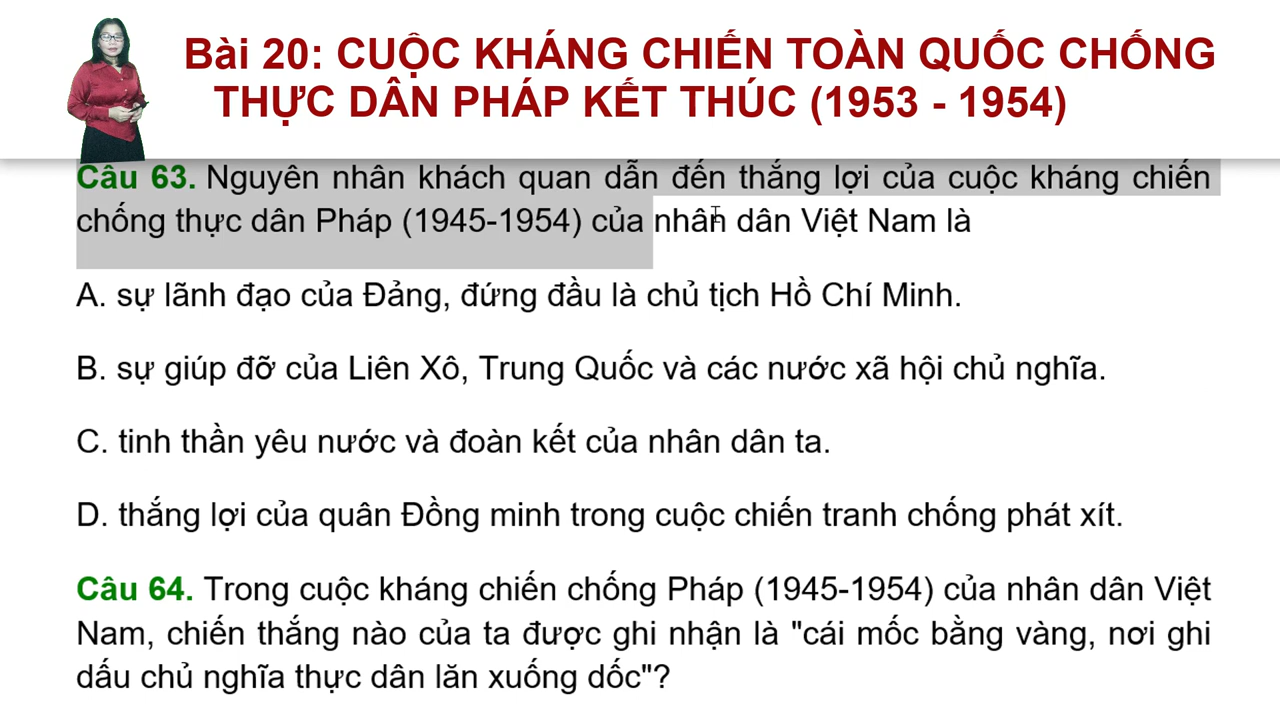 Bài 20: CUỘC KHÁNG CHIẾN TOÀN QUỐC CHỐNG
THỰC DÂN PHÁP KẾT THÚC (1953 - 1954)
Câu 63. Nguyên nhân khách quan dẫn đến thắng lợi của cuộc kháng chiến
chống thực dân Pháp (1945-1954) của nhân dân Việt Nam là
A. sự lãnh đạo của Đảng, đứng đầu là chủ tịch Hồ Chí Minh.
B. sự giúp đỡ của Liên Xô, Trung Quốc và các nước xã hội chủ nghĩa.
C. tinh thần yêu nước và đoàn kết của nhân dân ta.
D. thắng lợi của quân Đồng minh trong cuộc chiến tranh chống phát xít.
Câu 64. Trong cuộc kháng chiến chống Pháp (1945-1954) của nhân dân Việt
Nam, chiến thắng nào của ta được ghi nhận là "cái mốc bằng vàng, nơi ghi
dấu chủ nghĩa thực dân lăn xuống dốc"?